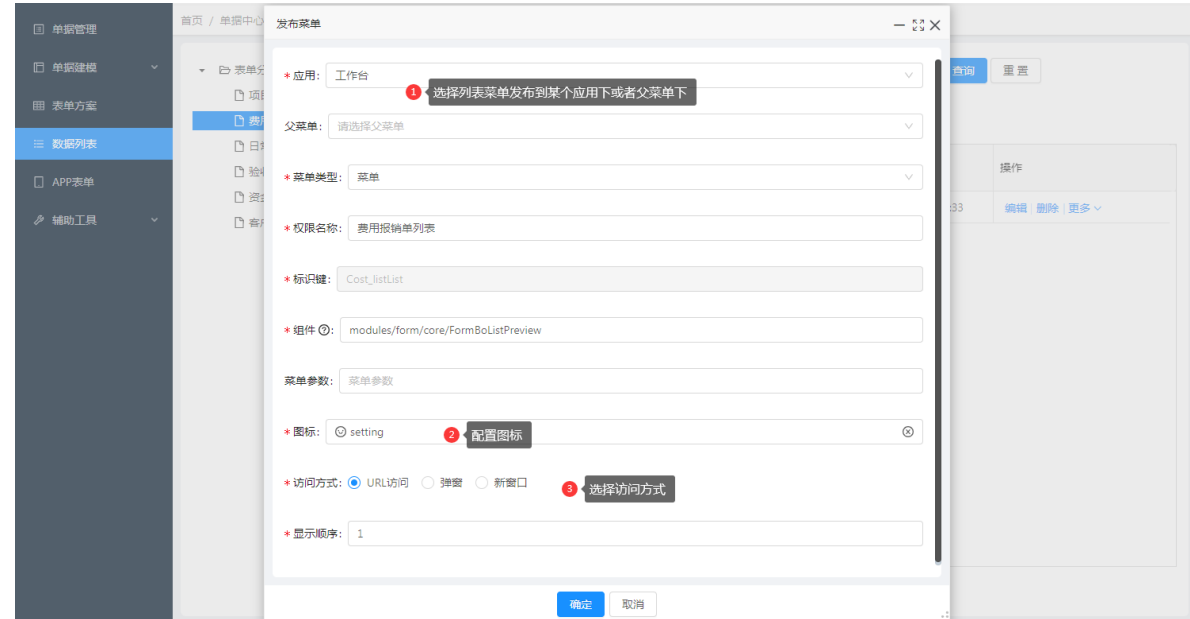 单据管理
单据建模
表单方案
数据列表
APP表单
辅助工具
首页 / 单据中心
表单分
项目
费用
日常
验收
资金
客户
查询
重置
操作
:33
编辑
删除
更多
发布菜单
* 应用: 工作台
1 选择列表菜单发布到某个应用下或者父菜单下
父菜单: 请选择父菜单
* 菜单类型: 菜单
* 权限名称: 费用报销单列表
* 标识键: Cost_listList
* 组件 ?: modules/form/core/FormBoListPreview
菜单参数: 菜单参数
* 图标: setting
2 配置图标
* 访问方式: URL访问 弹窗 新窗口
3 选择访问方式
* 显示顺序: 1
确定
取消